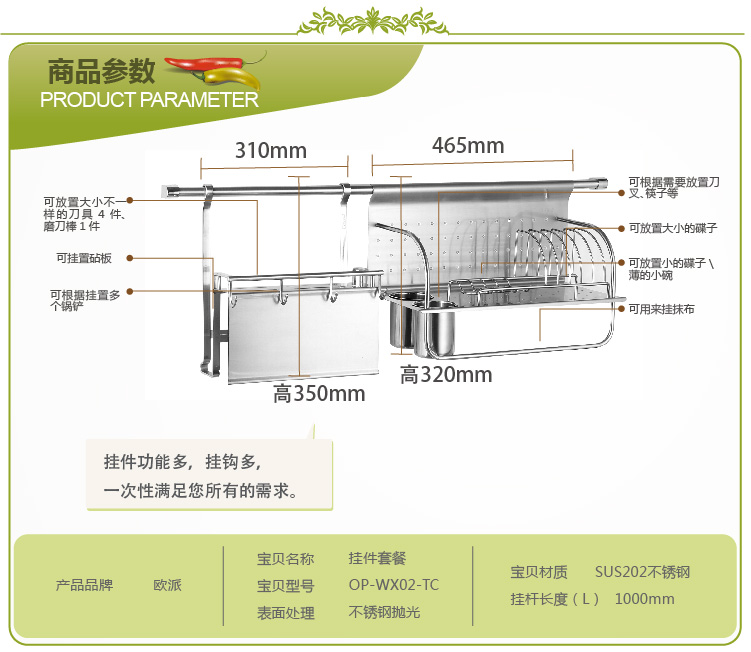 商品参数
PRODUCT PARAMETER
310mm
465mm
可放置大小不一
样的刀具 4 件、
磨刀棒 1 件
可挂置砧板
可根据挂置多
个锅铲
可根据需要放置刀
叉、筷子等
可放置大小的碟子
可放置小的碟子 \
薄的小碗
可用来挂抹布
高350mm
高320mm
挂件功能多，挂钩多，
一次性满足您所有的需求。
产品品牌 欧派
宝贝名称 挂件套餐
宝贝型号 OP-WX02-TC
表面处理 不锈钢抛光
宝贝材质 SUS202不锈钢
挂杆长度（L） 1000mm